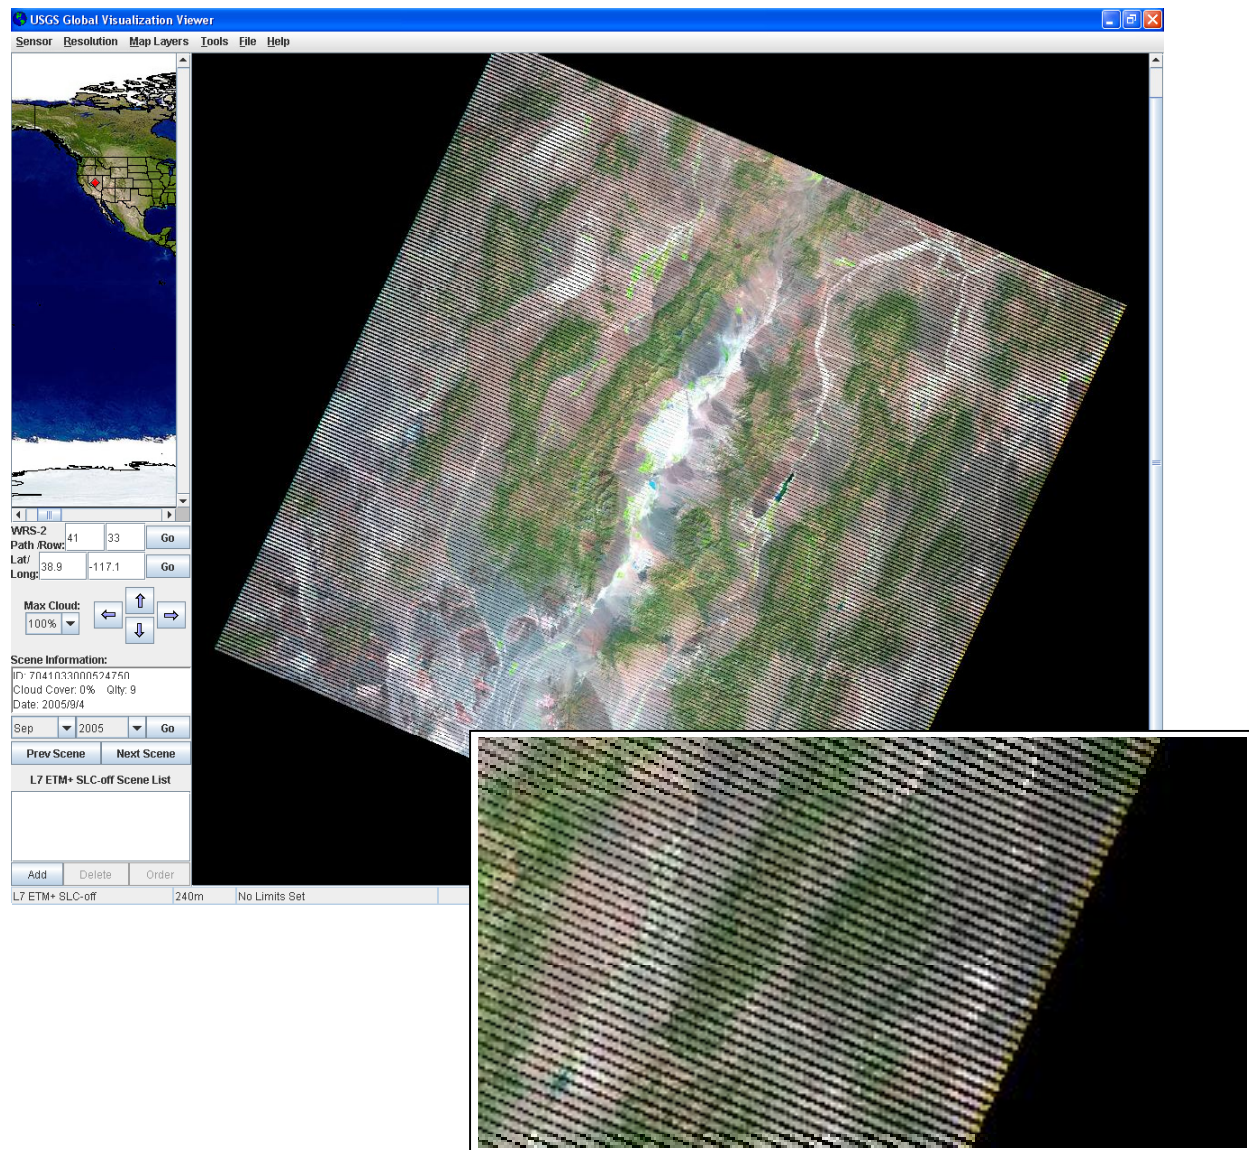 USGS Global Visualization Viewer
Sensor Resolution Map Layers Tools File Help
WRS-2
Path /Row: 41 33 Go
Lat/
Long: 38.9 -117.1 Go
Max Cloud:
100%
Scene Information:
ID: 7041033000524750
Cloud Cover: 0% Qlty: 9
Date: 2005/9/4
Sep 2005 Go
Prev Scene Next Scene
L7 ETM+ SLC-off Scene List
Add Delete Order
L7 ETM+ SLC-off 240m No Limits Set